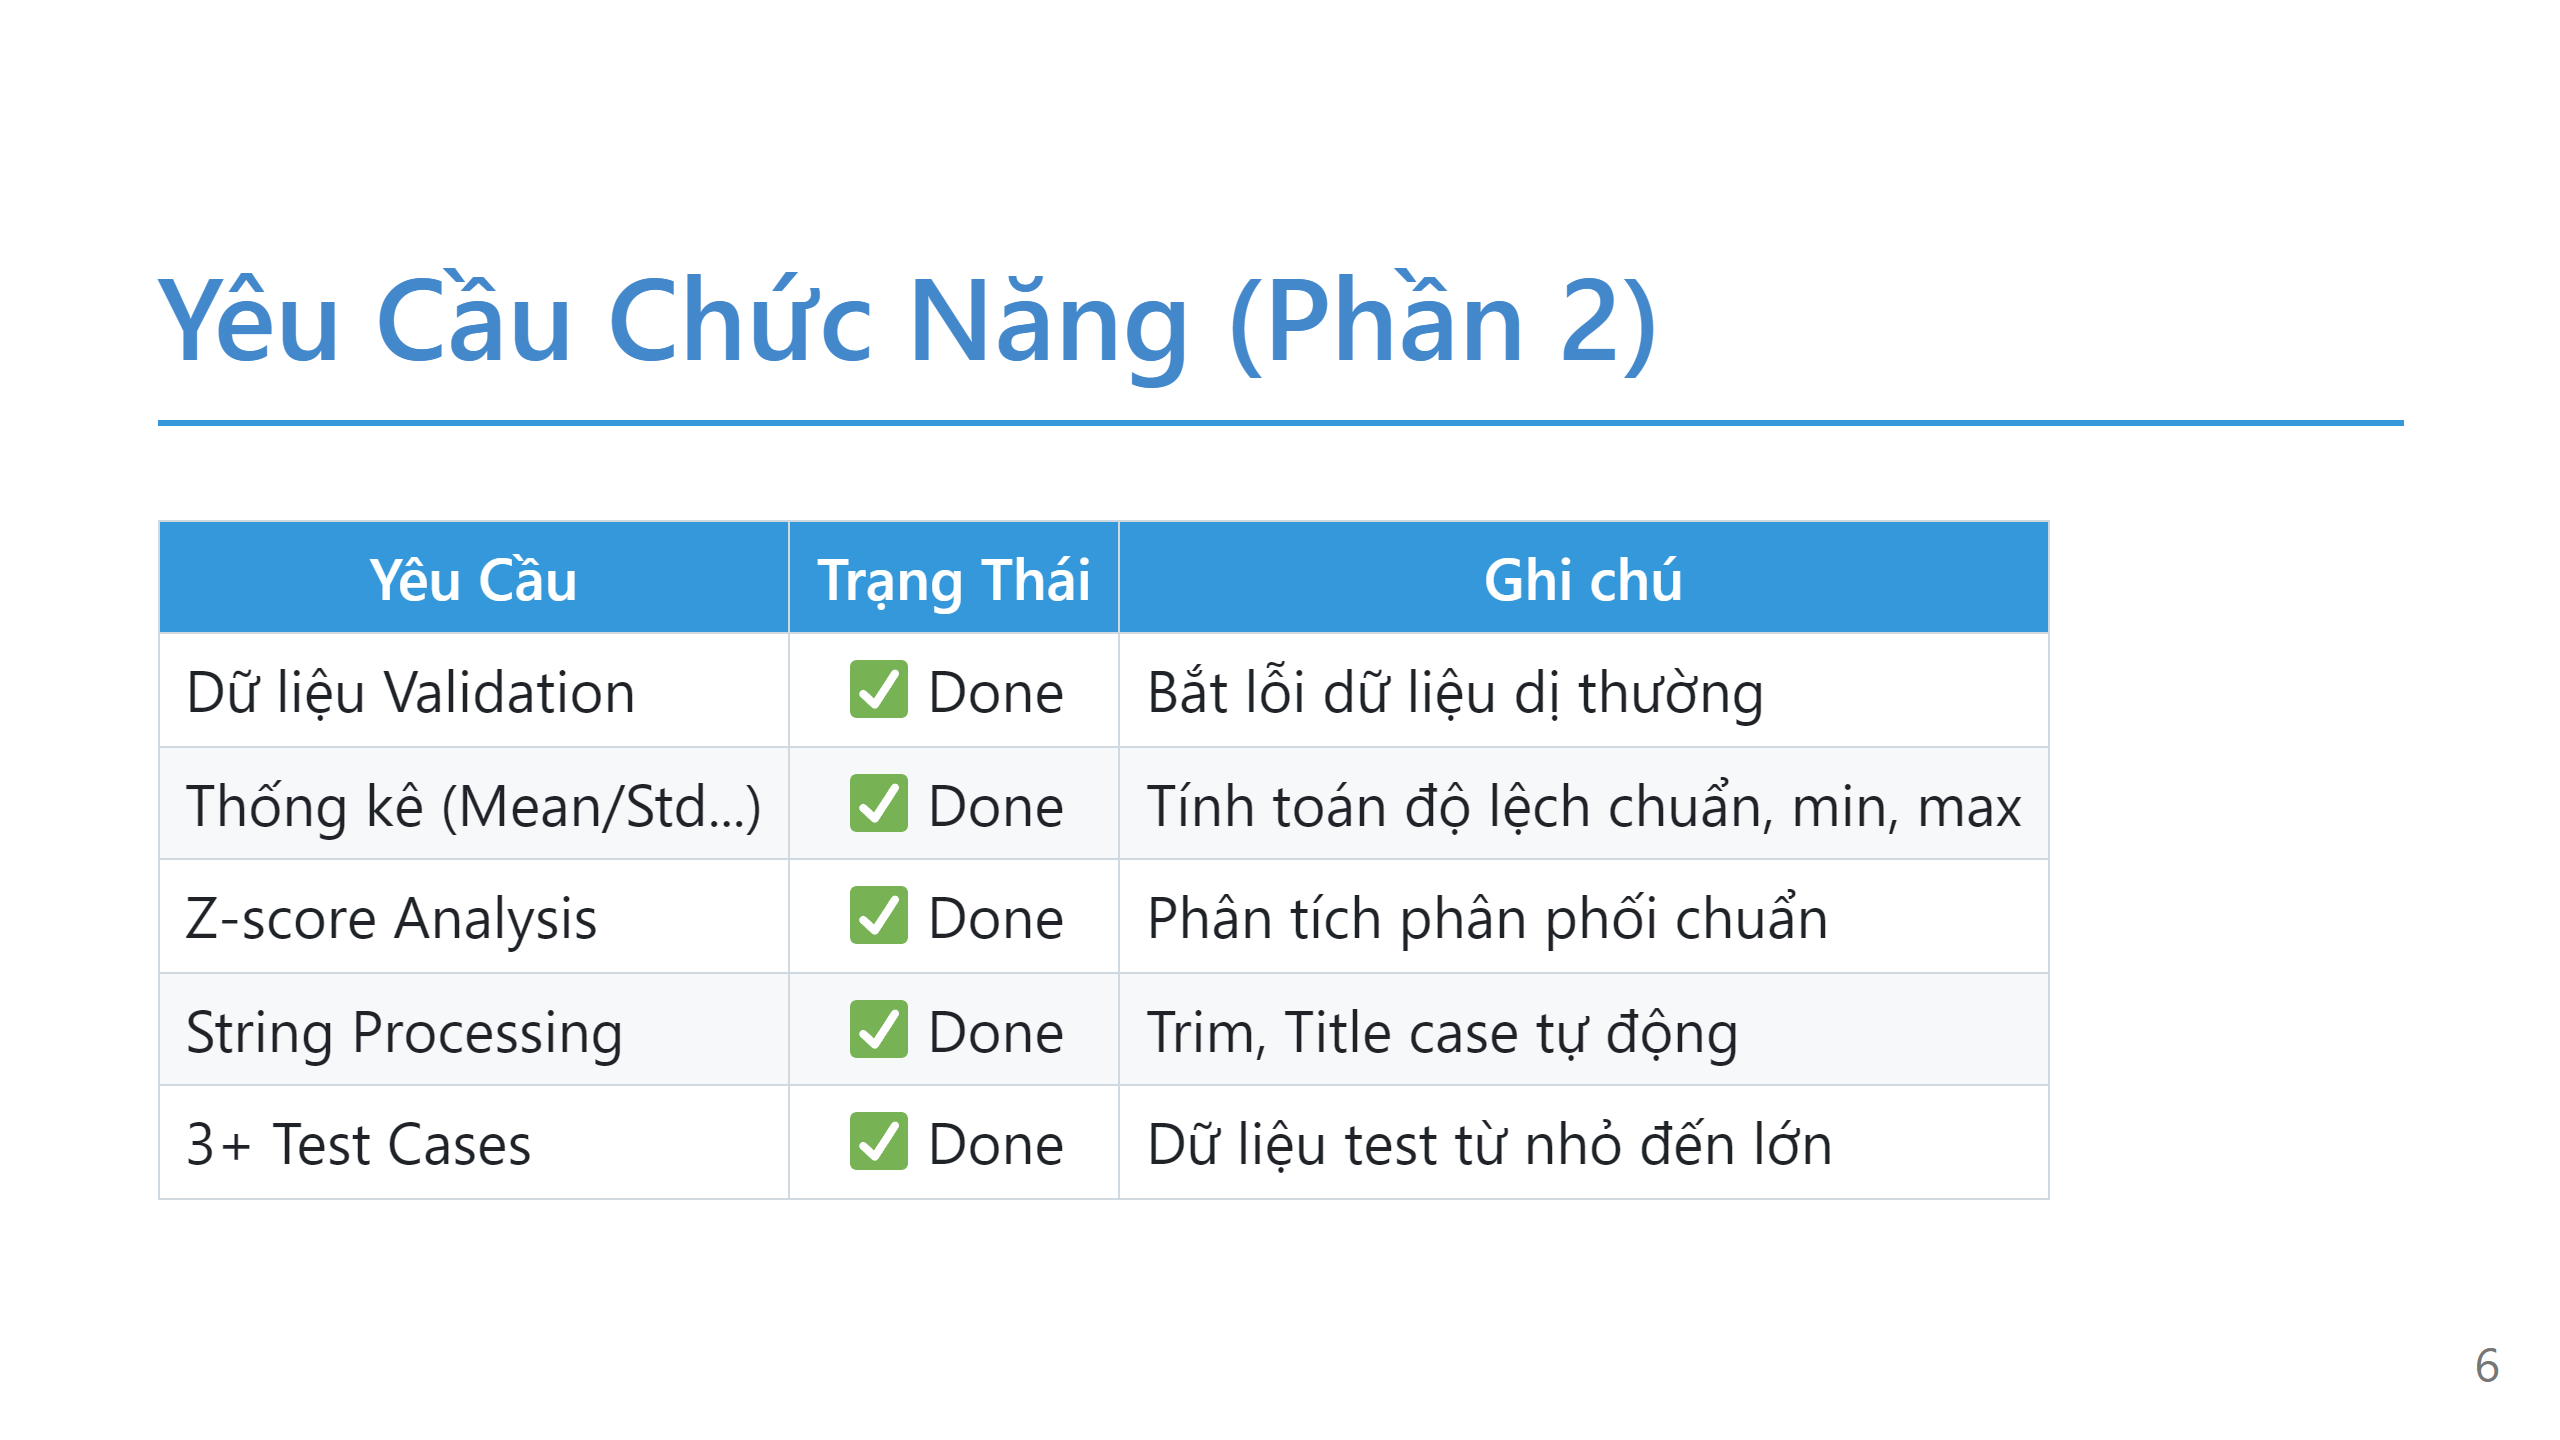 Yêu Cầu Chức Năng (Phần 2)
Yêu Cầu Trạng Thái Ghi chú
Dữ liệu Validation ✅ Done Bắt lỗi dữ liệu dị thường
Thống kê (Mean/Std...) ✅ Done Tính toán độ lệch chuẩn, min, max
Z-score Analysis ✅ Done Phân tích phân phối chuẩn
String Processing ✅ Done Trim, Title case tự động
3+ Test Cases ✅ Done Dữ liệu test từ nhỏ đến lớn
6